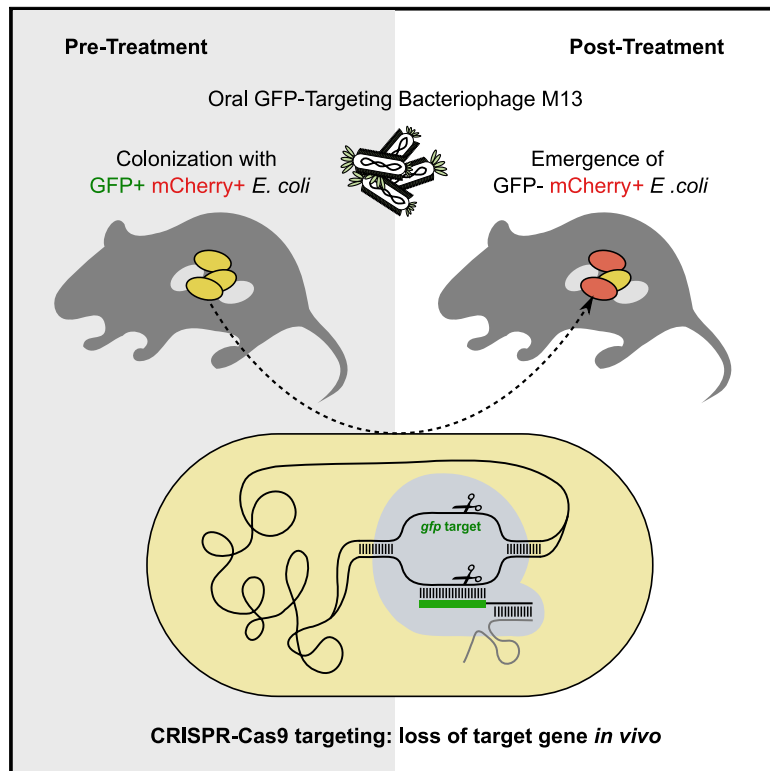 Pre-Treatment
Post-Treatment
Oral GFP-Targeting Bacteriophage M13
Colonization with
GFP+ mCherry+ E. coli
Emergence of
GFP- mCherry+ E .coli
gfp target
CRISPR-Cas9 targeting: loss of target gene in vivo